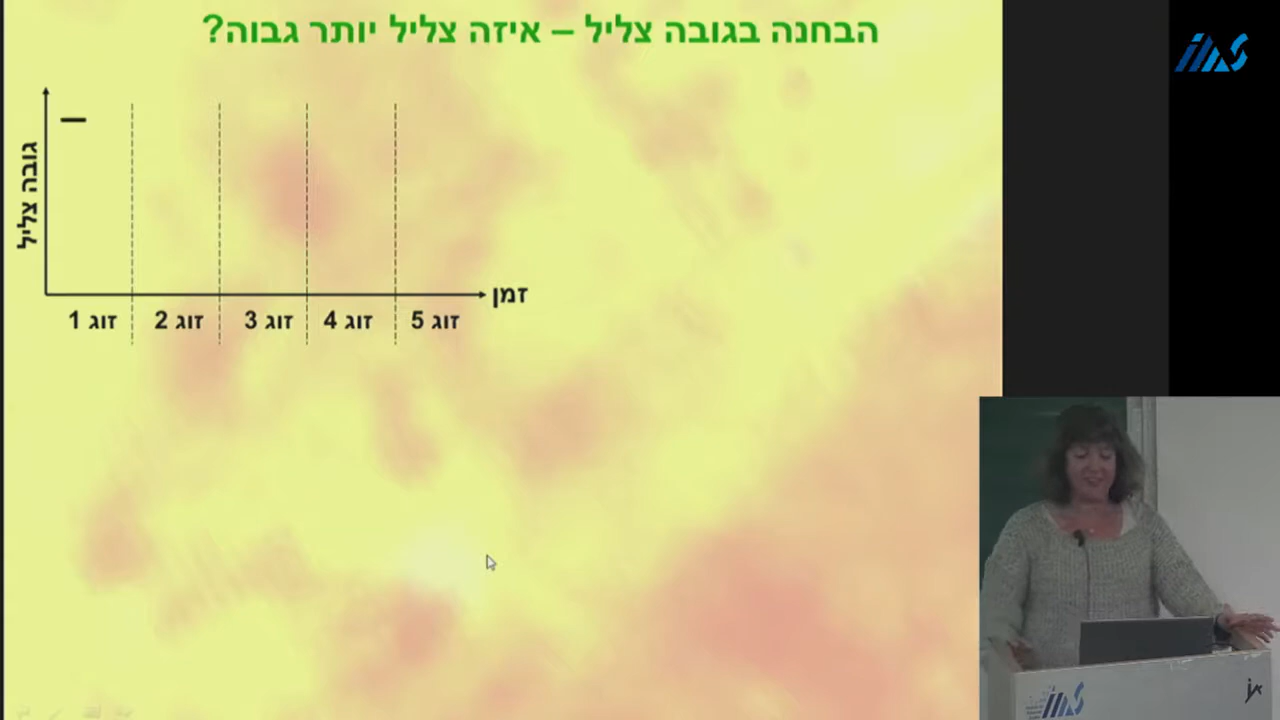 הבחנה בגובה צליל – איזה צליל יותר גבוה?
גובה צליל
זמן
זוג 1
זוג 2
זוג 3
זוג 4
זוג 5